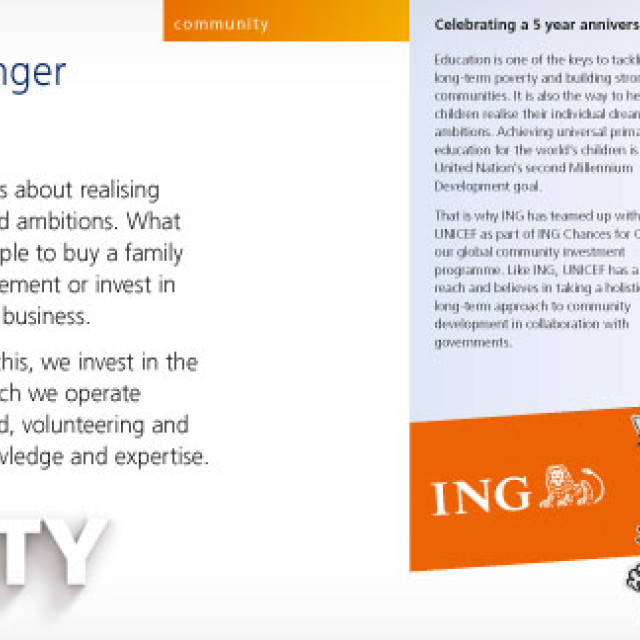 community
nger
s about realising
d ambitions. What
ple to buy a family
ement or invest in
business.
this, we invest in the
ch we operate
d, volunteering and
wledge and expertise.
TY
Celebrating a 5 year annivers
Education is one of the keys to tackli
long-term poverty and building stron
communities. It is also the way to he
children realise their individual drean
ambitions. Achieving universal prima
education for the world's children is
United Nation's second Millennium
Development goal.
That is why ING has teamed up with
UNICEF as part of ING Chances for C
our global community investment
programme. Like ING, UNICEF has a
reach and believes in taking a holisti
long-term approach to community
development in collaboration with
governments.
ING